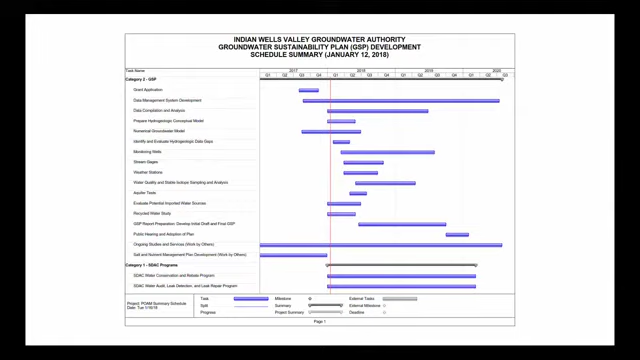 INDIAN WELLS VALLEY GROUNDWATER AUTHORITY
GROUNDWATER SUSTAINABILITY PLAN (GSP) DEVELOPMENT
SCHEDULE SUMMARY (JANUARY 12, 2018)
Task Name 2017 2018 2019 2020
Q1 Q2 Q3 Q4 Q1 Q2 Q3 Q4 Q1 Q2 Q3 Q4 Q1 Q2 Q3
Category 2 - GSP
Grant Application
Data Management System Development
Data Compilation and Analysis
Prepare Hydrogeologic Conceptual Model
Numerical Groundwater Model
Identify and Evaluate Hydrogeologic Data Gaps
Monitoring Wells
Stream Gages
Weather Stations
Water Quality and Stable Isotope Sampling and Analysis
Aquifer Tests
Evaluate Potential Imported Water Sources
Recycled Water Study
GSP Report Preparation: Develop Initial Draft and Final GSP
Public Hearing and Adoption of Plan
Ongoing Studies and Services (Work by Others)
Salt and Nutrient Management Plan Development (Work by Others)
Category 1 - SDAC Programs
SDAC Water Conservation and Rebate Program
SDAC Water Audit, Leak Detection, and Leak Repair Program
Project: POAM Summary Schedule
Date: Tue 1/16/18
Task Milestone External Tasks
Split Summary External Milestone
Progress Project Summary Deadline
Page 1